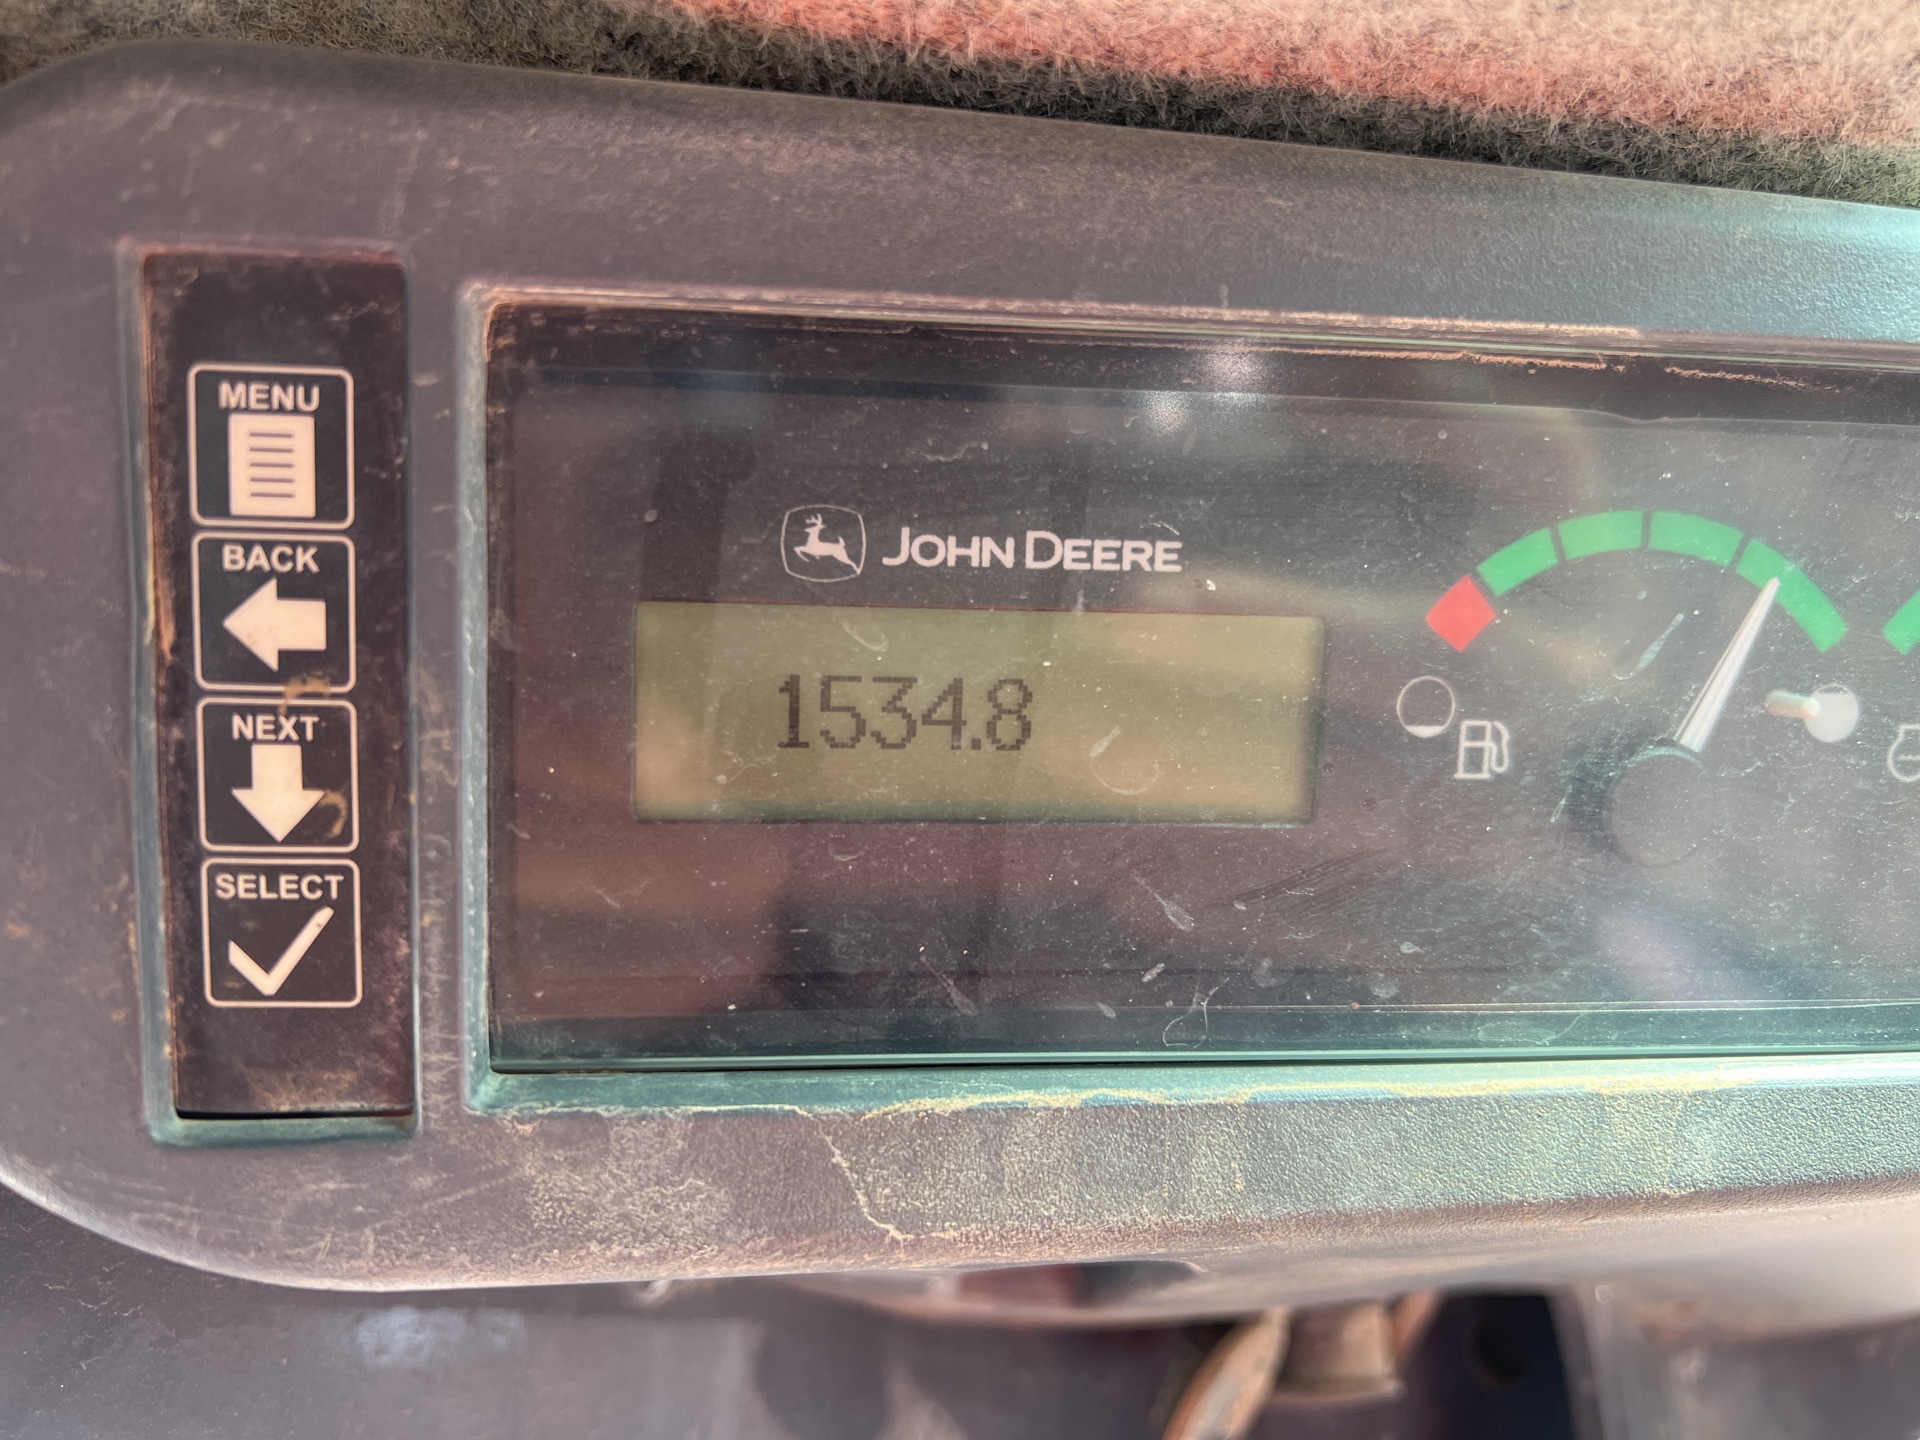 MENU
BACK
NEXT
SELECT
JOHN DEERE
1534.8